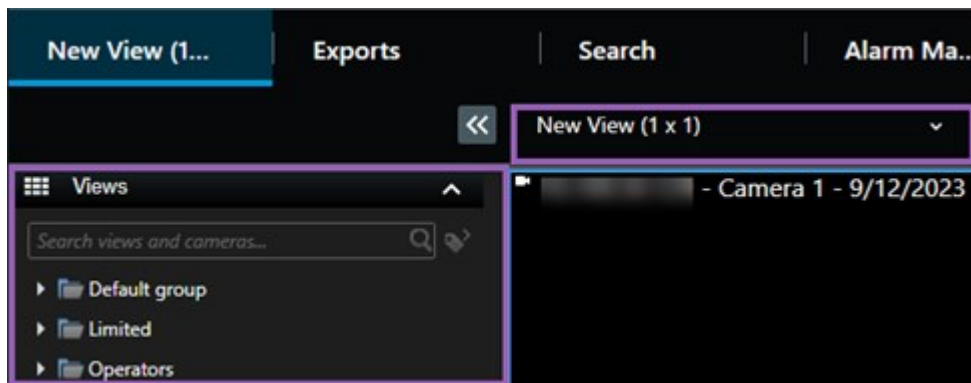 New View (1...
Exports
Search
Alarm Ma...
New View (1 x 1)
Views
- Camera 1 - 9/12/2023
Search views and cameras...
Default group
Limited
Operators